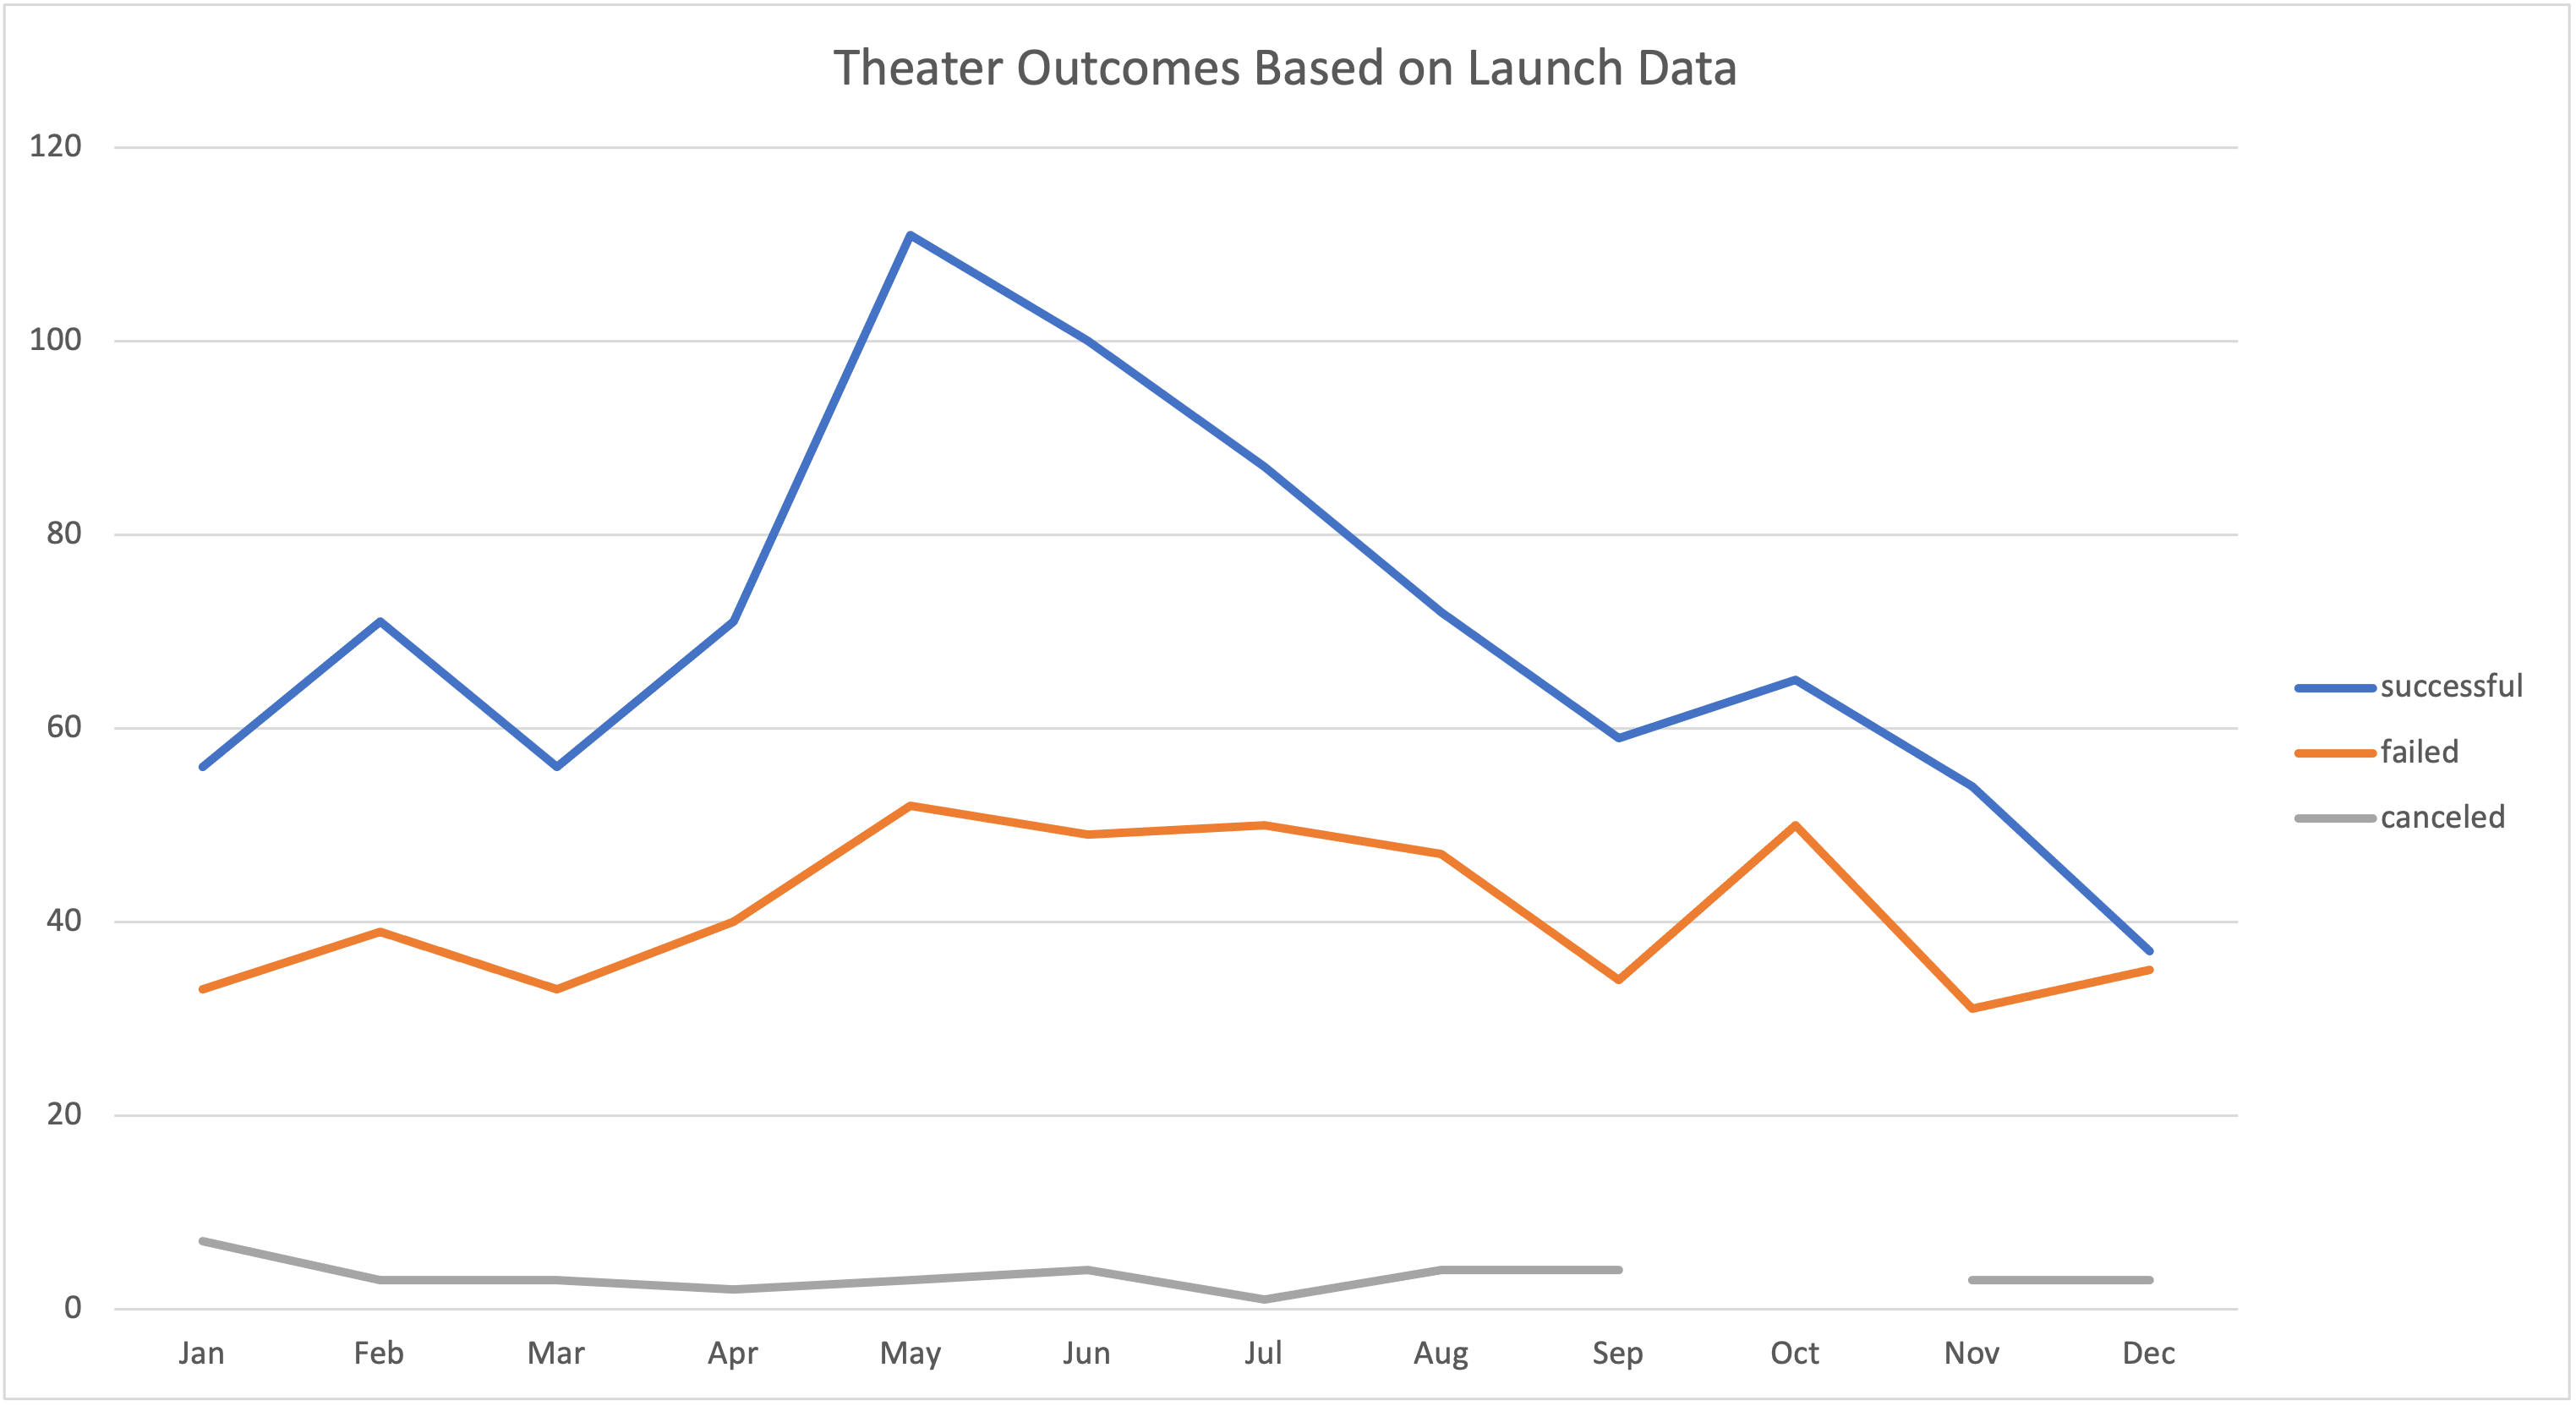 Theater Outcomes Based on Launch Data
120
100
80
60
40
20
0
Jan Feb Mar Apr May Jun Jul Aug Sep Oct Nov Dec
successful
failed
canceled